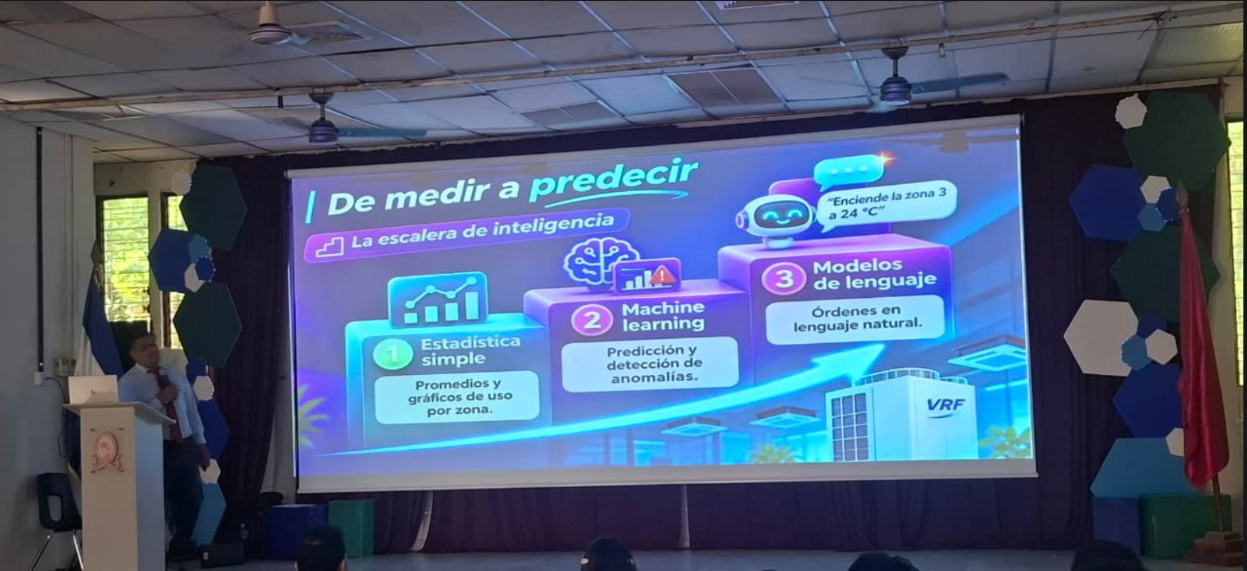 De medir a predecir
La escalera de inteligencia
"Enciende la zona 3
a 24 °C"
1
Estadística
simple
Promedios y
gráficos de uso
por zona.
2
Machine
learning
Predicción y
detección de
anomalías.
3
Modelos
de lenguaje
Órdenes en
lenguaje natural.
VRF